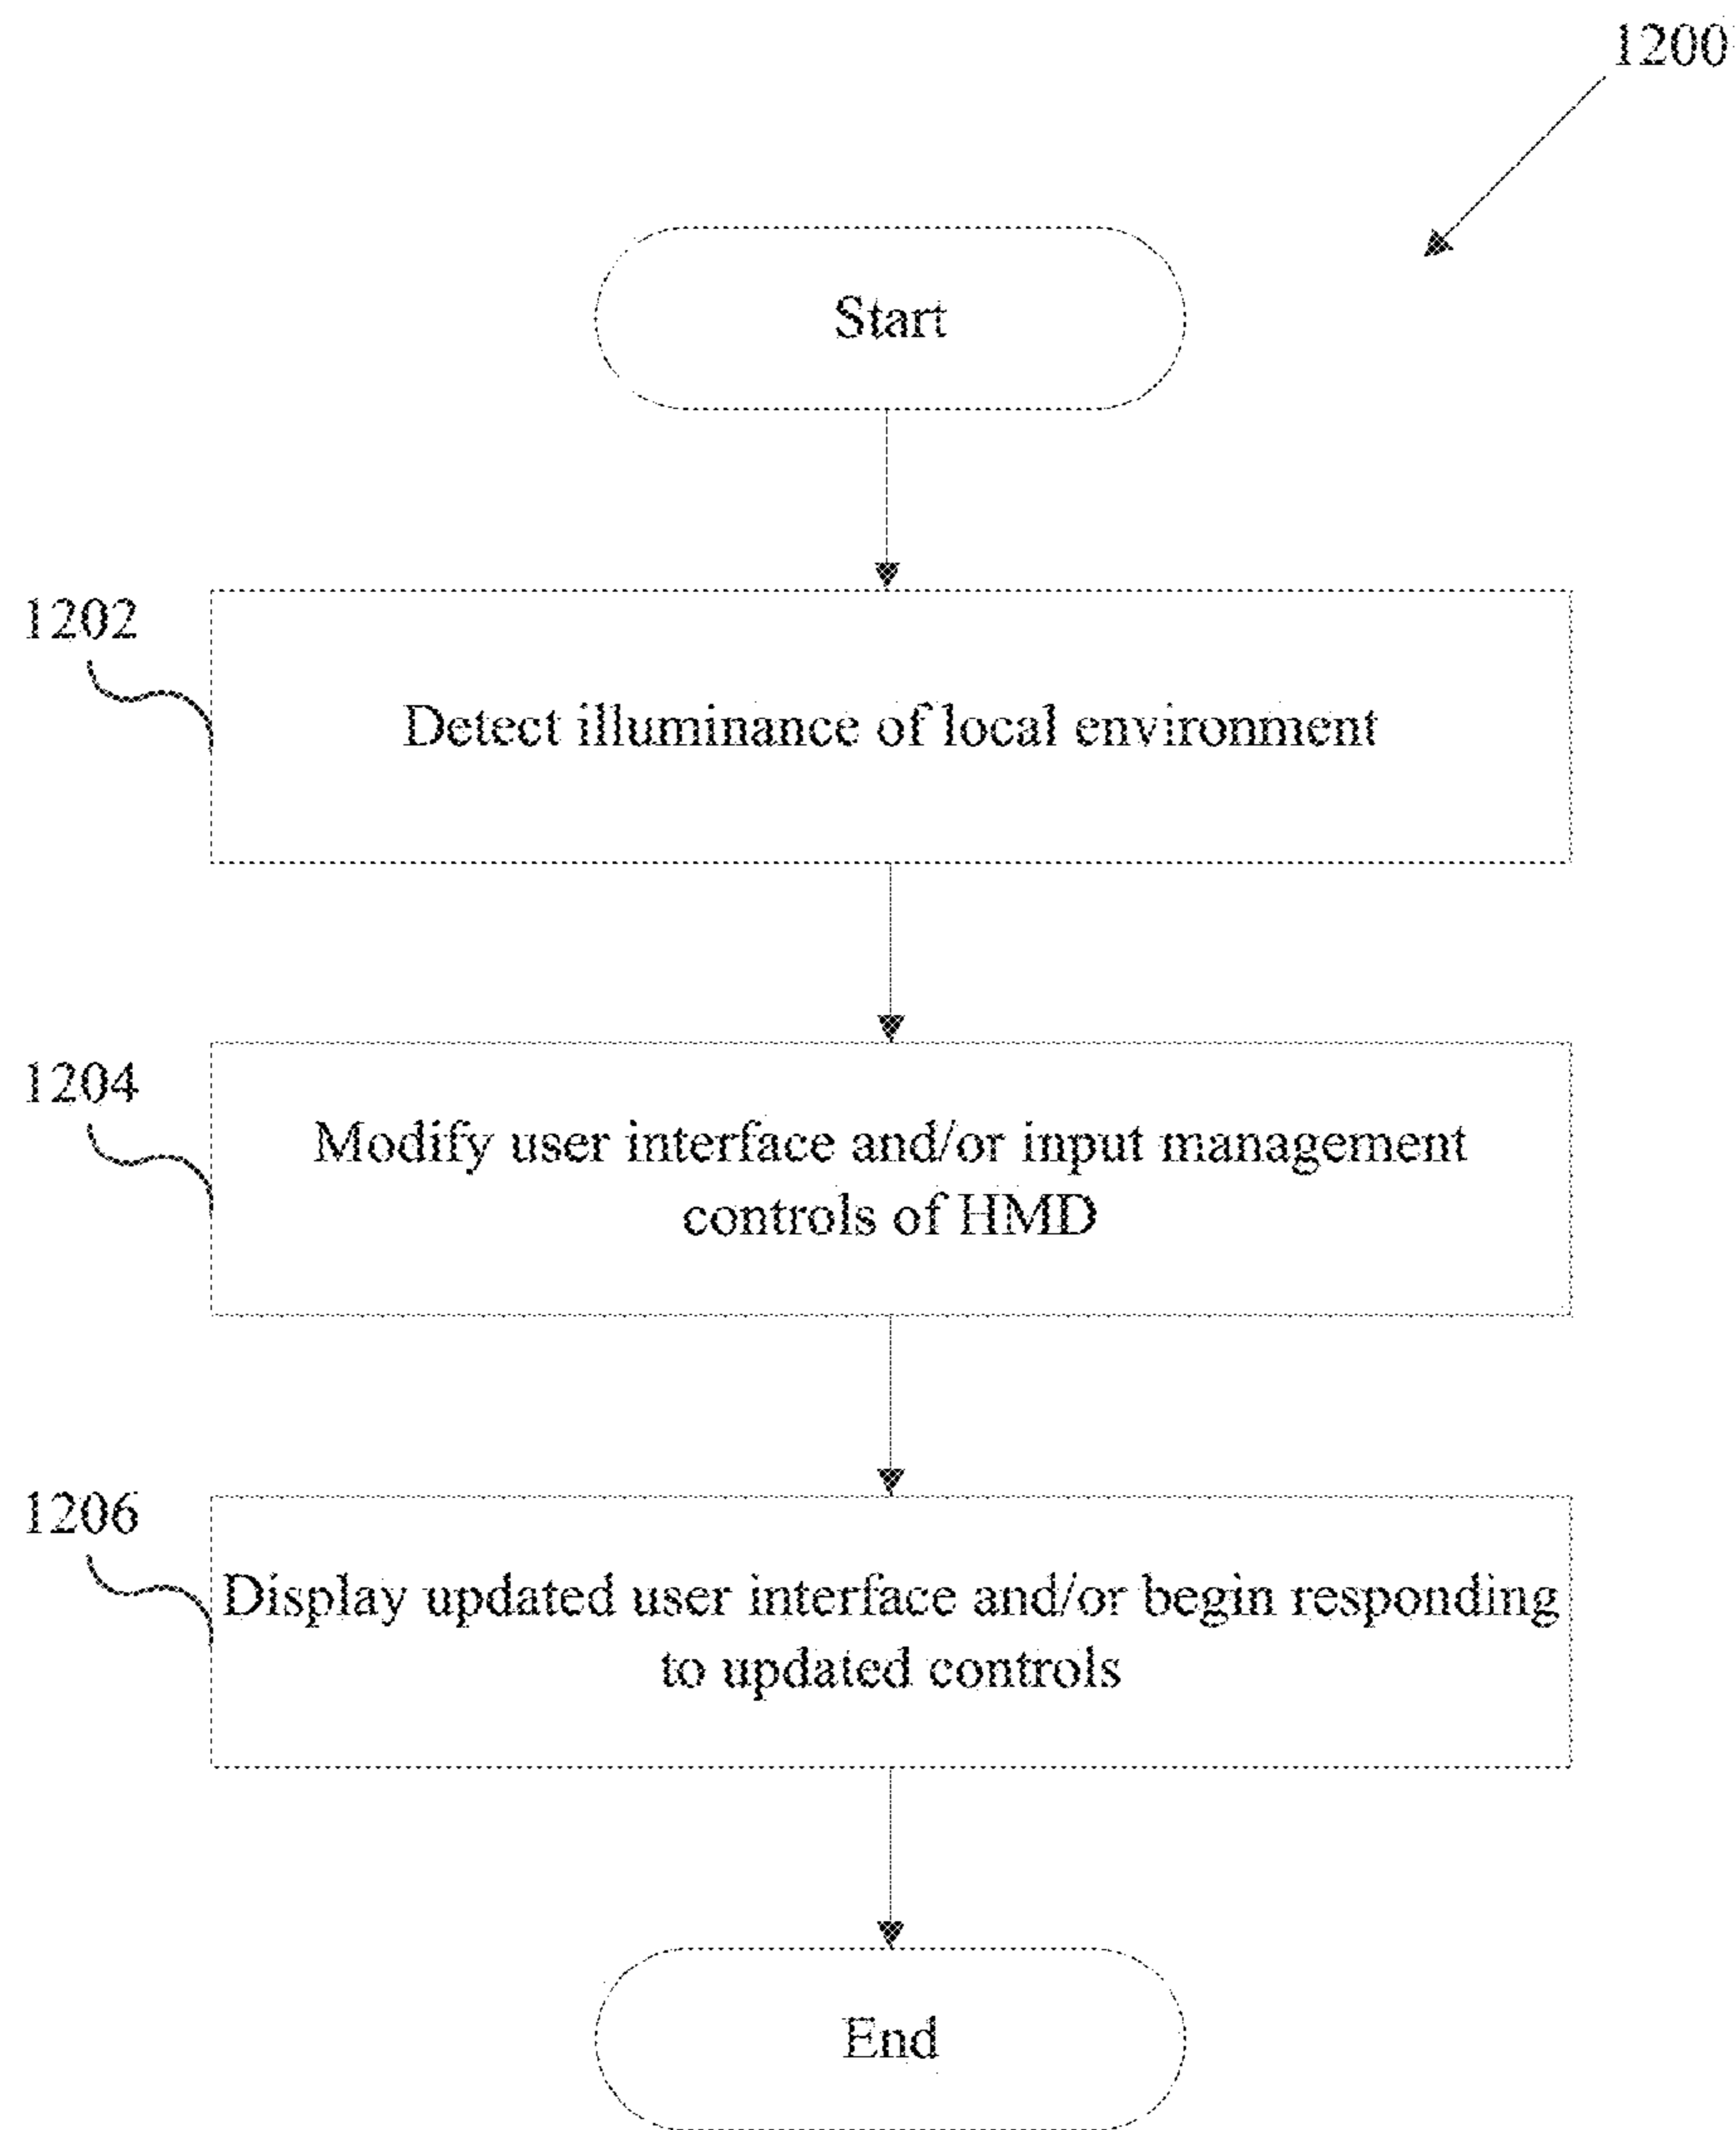 1200
Start
1202
Detect illuminance of local environment
1204
Modify user interface and/or input management
controls of HMD
1206
Display updated user interface and/or begin responding
to updated controls
End